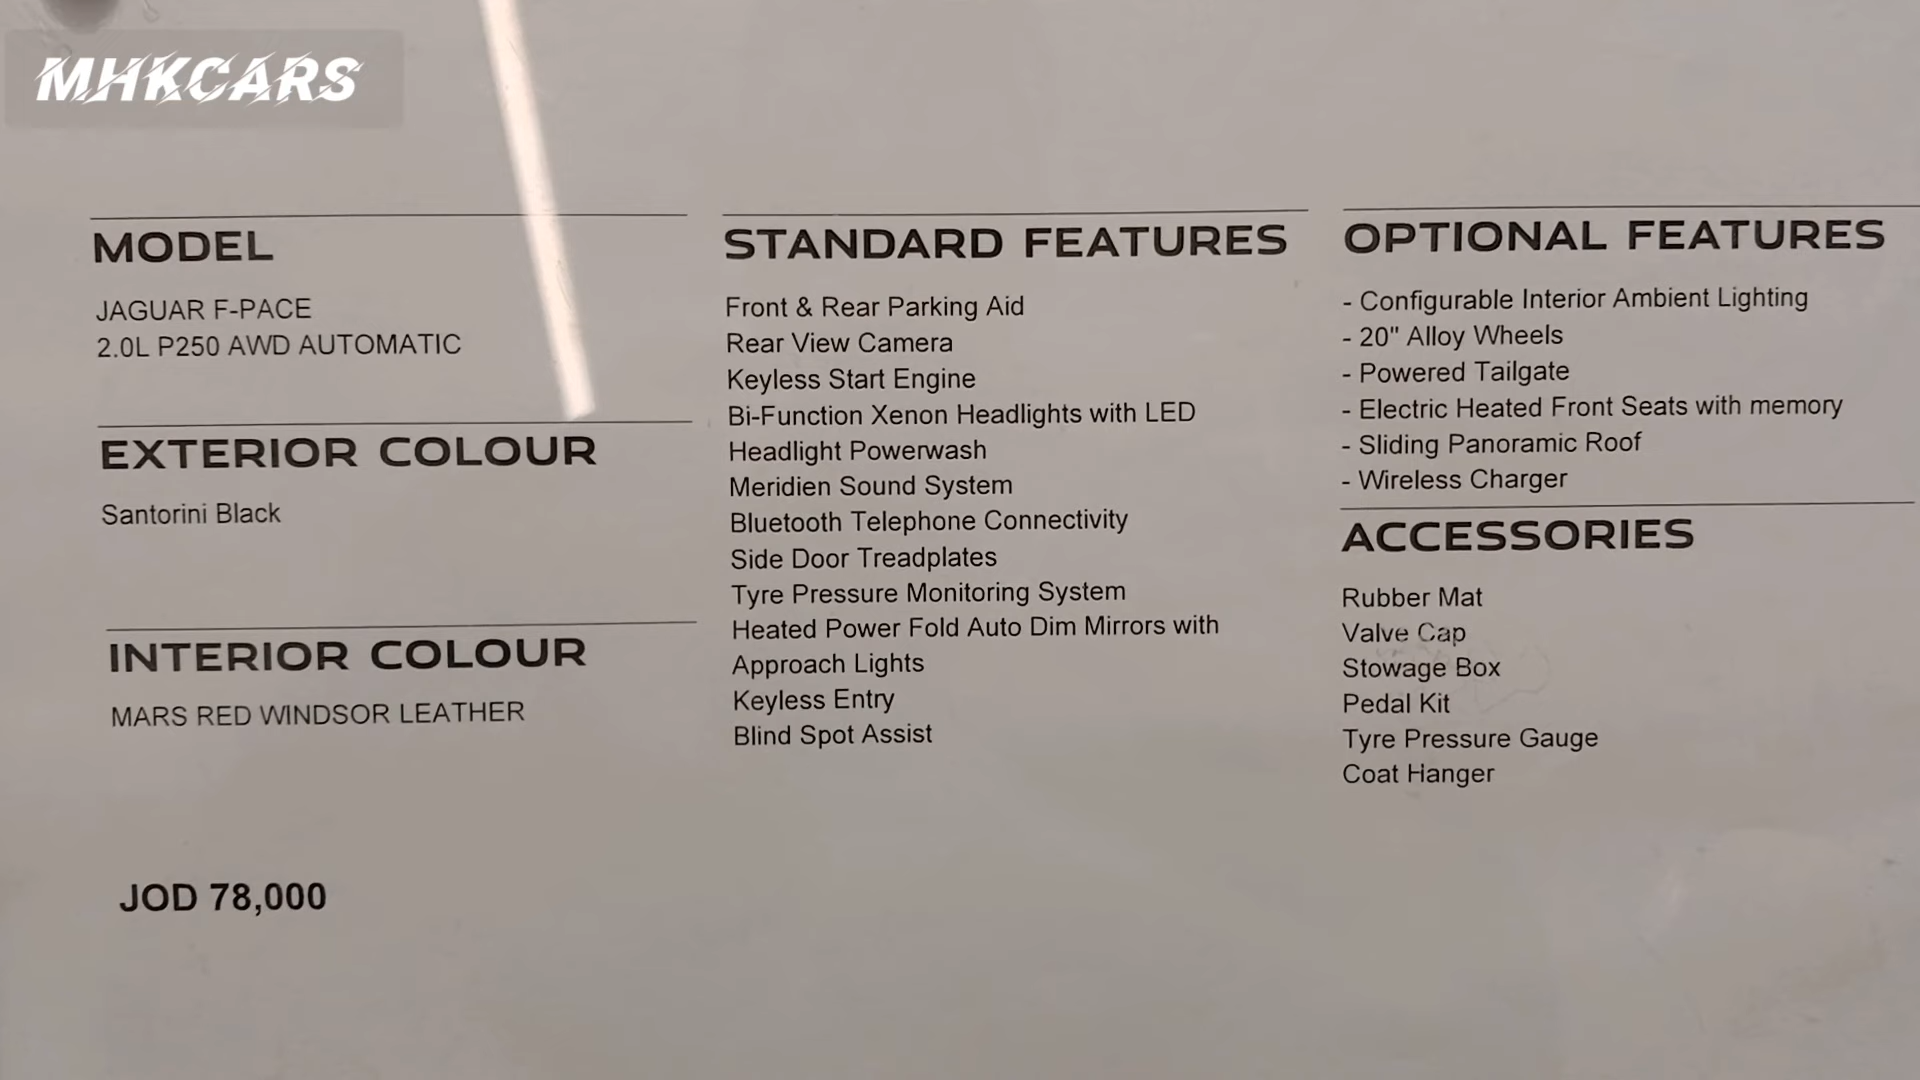 MHKCARS
MODEL
JAGUAR F-PACE
2.0L P250 AWD AUTOMATIC
EXTERIOR COLOUR
Santorini Black
INTERIOR COLOUR
MARS RED WINDSOR LEATHER
JOD 78,000
STANDARD FEATURES
Front & Rear Parking Aid
Rear View Camera
Keyless Start Engine
Bi-Function Xenon Headlights with LED
Headlight Powerwash
Meridien Sound System
Bluetooth Telephone Connectivity
Side Door Treadplates
Tyre Pressure Monitoring System
Heated Power Fold Auto Dim Mirrors with
Approach Lights
Keyless Entry
Blind Spot Assist
OPTIONAL FEATURES
- Configurable Interior Ambient Lighting
- 20" Alloy Wheels
- Powered Tailgate
- Electric Heated Front Seats with memory
- Sliding Panoramic Roof
- Wireless Charger
ACCESSORIES
Rubber Mat
Valve Cap
Stowage Box
Pedal Kit
Tyre Pressure Gauge
Coat Hanger